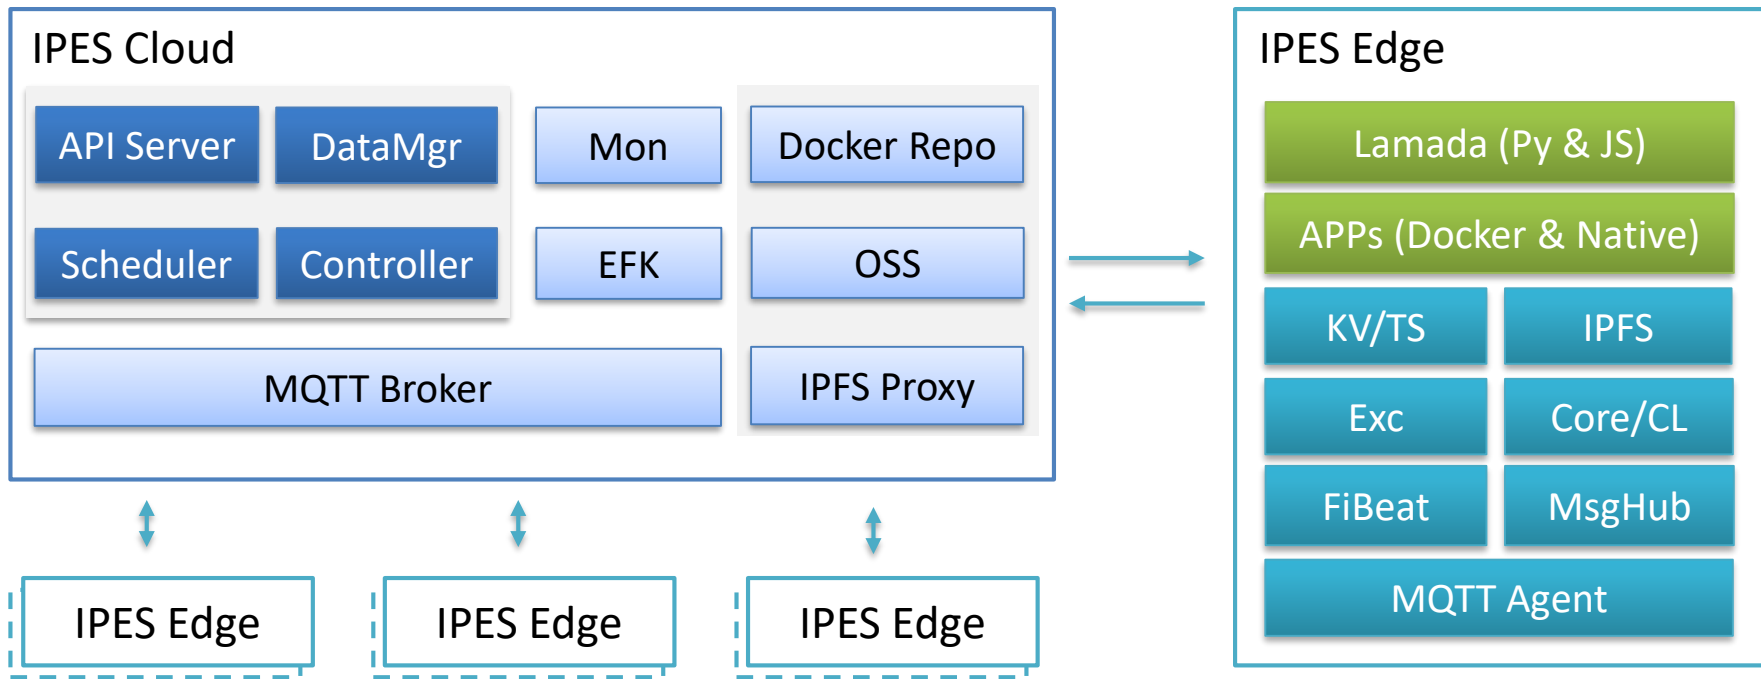 IPES Cloud
API Server
DataMgr
Mon
Docker Repo
Scheduler
Controller
EFK
OSS
MQTT Broker
IPFS Proxy
IPES Edge
IPES Edge
IPES Edge
IPES Edge
Lamada (Py & JS)
APPs (Docker & Native)
KV/TS
IPFS
Exc
Core/CL
FiBeat
MsgHub
MQTT Agent